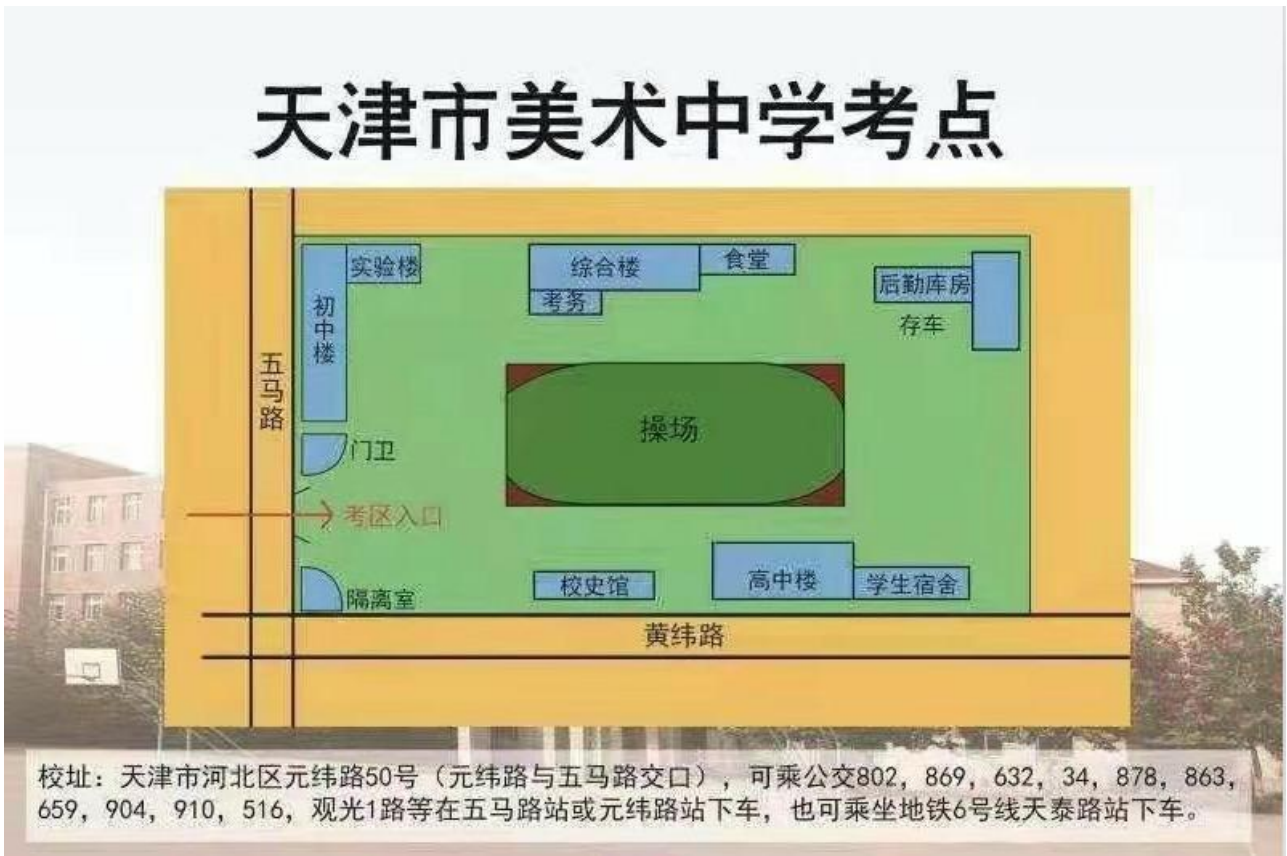 天津市美术中学考点
实验楼
综合楼
食堂
考务
后勤库房
存车
初中楼
五马路
操场
门卫
考区入口
隔离室
校史馆
高中楼
学生宿舍
黄纬路
校址：天津市河北区元纬路50号（元纬路与五马路交口），可乘公交802，869，632，34，878，863，
659，904，910，516，观光1路等在五马路站或元纬路站下车，也可乘坐地铁6号线天泰路站下车。